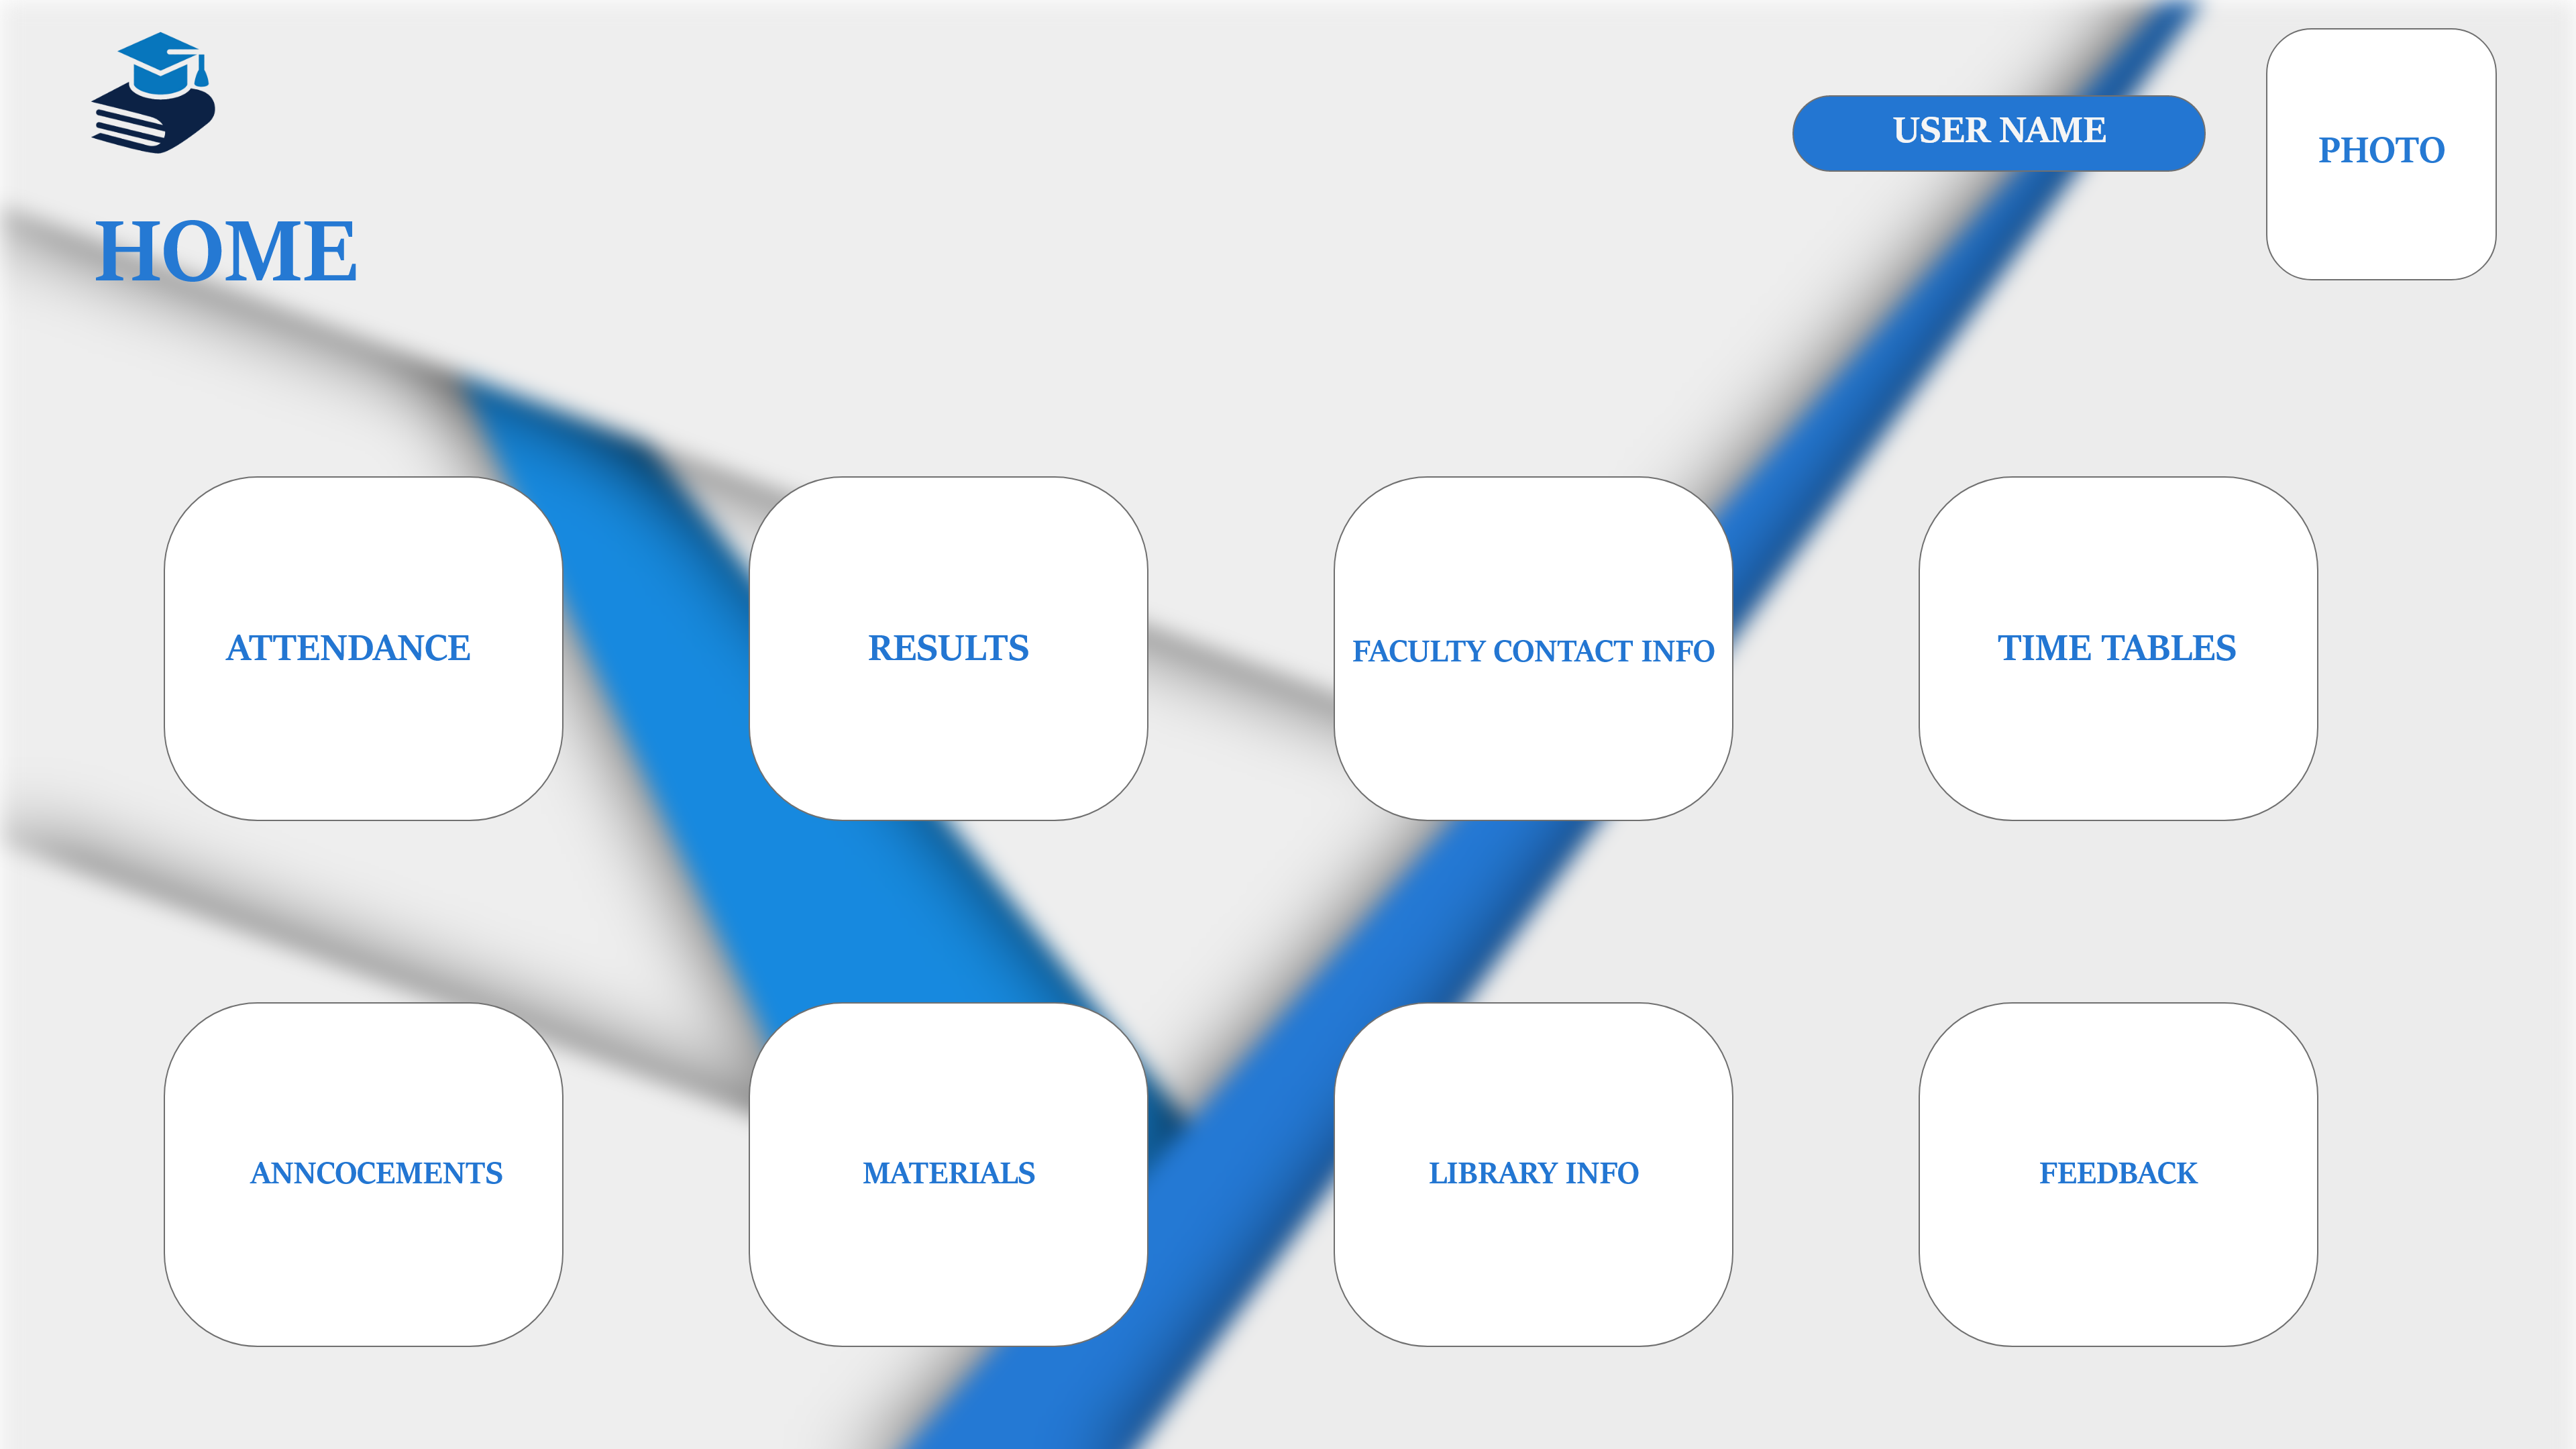 USER NAME
PHOTO
HOME
ATTENDANCE
RESULTS
FACULTY CONTACT INFO
TIME TABLES
ANNCOCEMENTS
MATERIALS
LIBRARY INFO
FEEDBACK